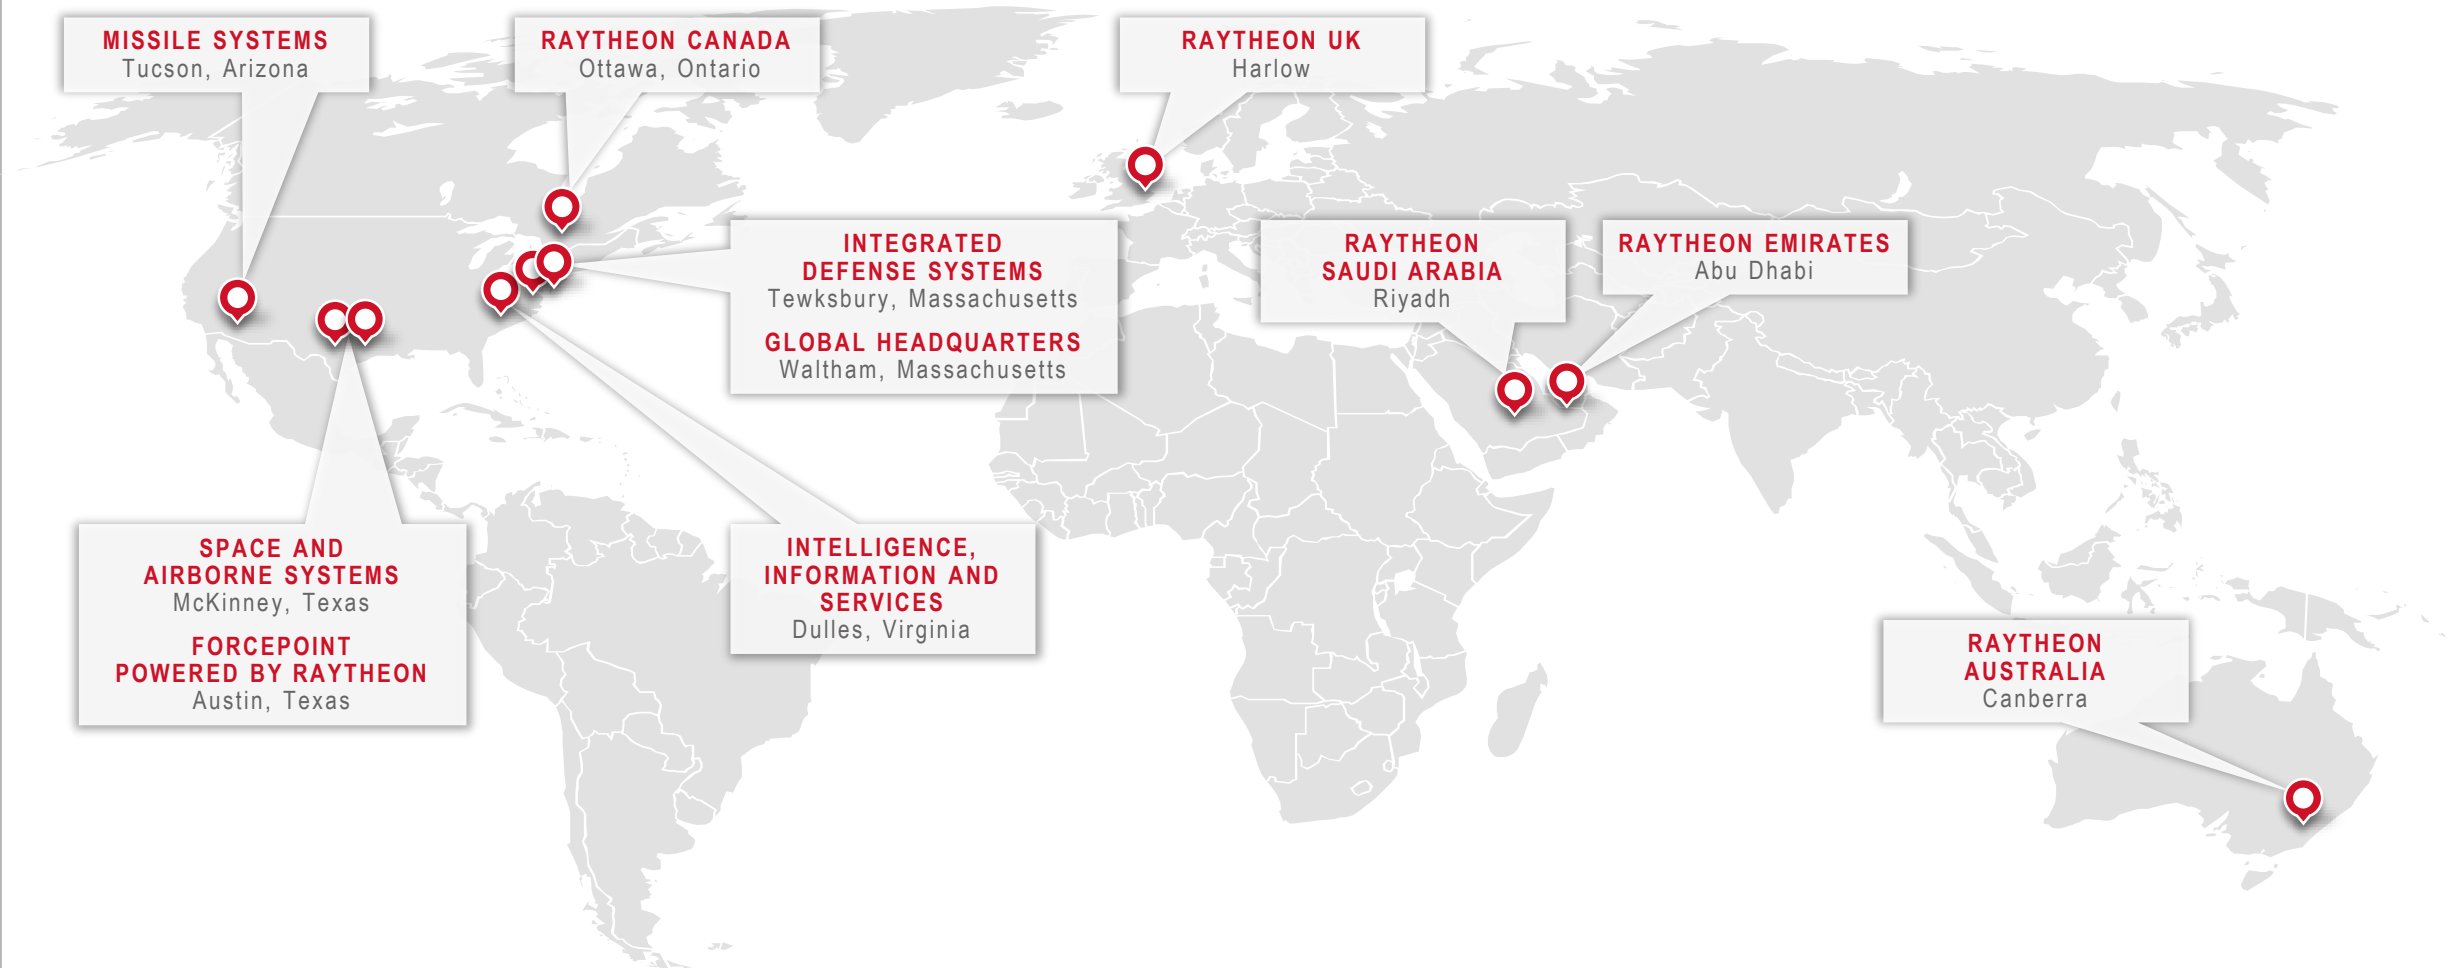 MISSILE SYSTEMS
Tucson, Arizona
RAYTHEON CANADA
Ottawa, Ontario
RAYTHEON UK
Harlow
INTEGRATED
DEFENSE SYSTEMS
Tewksbury, Massachusetts
GLOBAL HEADQUARTERS
Waltham, Massachusetts
RAYTHEON
SAUDI ARABIA
Riyadh
RAYTHEON EMIRATES
Abu Dhabi
SPACE AND
AIRBORNE SYSTEMS
McKinney, Texas
FORCEPOINT
POWERED BY RAYTHEON
Austin, Texas
INTELLIGENCE,
INFORMATION AND
SERVICES
Dulles, Virginia
RAYTHEON
AUSTRALIA
Canberra